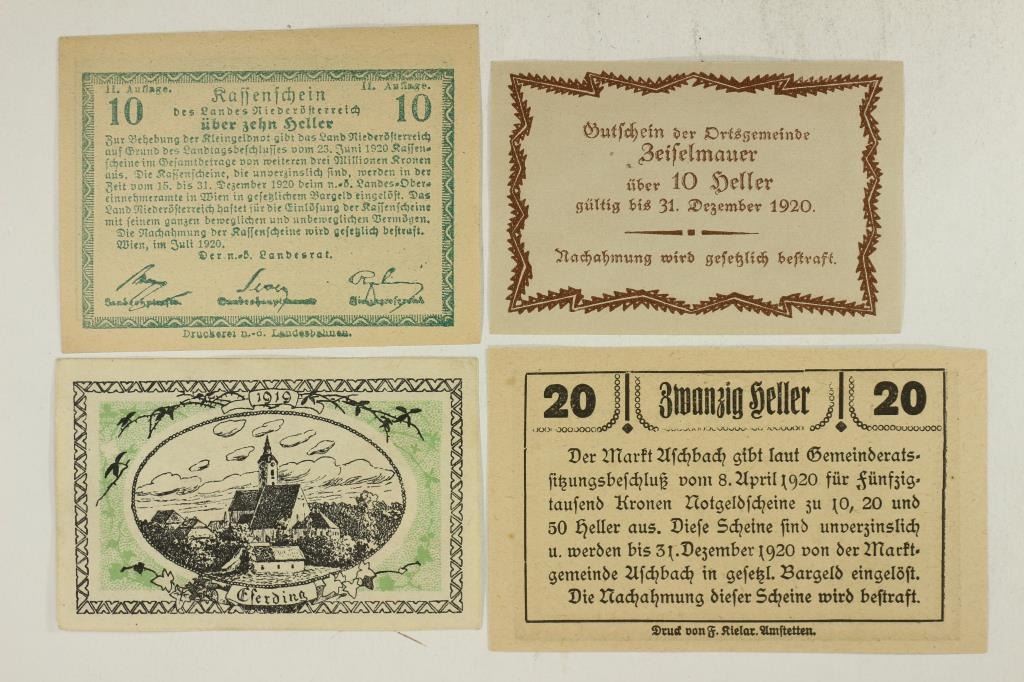 II. Auflage. II. Auflage.
10 Kassenschein 10
des Landes Niederösterreich
über zehn Heller
Zur Behebung der Kleingeldnot gibt das Land Niederösterreich
auf Grund des Landtagsbeschlusses vom 23. Juni 1920 Kassen-
scheine im Gesamtbetrage von weiteren drei Millionen Kronen
aus. Die Kassenscheine, die unverzinslich sind, werden in der
Zeit vom 15. bis 31. Dezember 1920 beim n.-ö. Landes-Ober-
einnehmeramte in Wien in gesetzlichem Bargeld eingelöst. Das
Land Niederösterreich haftet für die Einlösung der Kassenscheine
mit seinem ganzen beweglichen und unbeweglichen Vermögen.
Die Nachahmung der Kassenscheine wird gesetzlich bestraft.
Wien, im Juli 1920.
Der n.-ö. Landesrat.
Druckerei n.-ö. Landesbahnen.
Gutschein der Ortsgemeinde
Zeiselmauer
über 10 Heller
gültig bis 31. Dezember 1920.
Nachahmung wird gesetzlich bestraft.
1919
Eferding
20 Zwanzig Heller 20
Der Markt Aschbach gibt laut Gemeinderats-
sitzungsbeschluß vom 8. April 1920 für Fünfzig-
tausend Kronen Notgeldscheine zu 10, 20 und
50 Heller aus. Diese Scheine sind unverzinslich
u. werden bis 31. Dezember 1920 von der Markt-
gemeinde Aschbach in gesetzl. Bargeld eingelöst.
Die Nachahmung dieser Scheine wird bestraft.
Druck von F. Kielar. Amstetten.